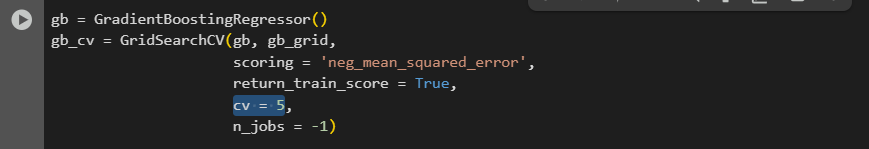 gb = GradientBoostingRegressor()
gb_cv = GridSearchCV(gb, gb_grid,
scoring = 'neg_mean_squared_error',
return_train_score = True,
cv = 5,
n_jobs = -1)